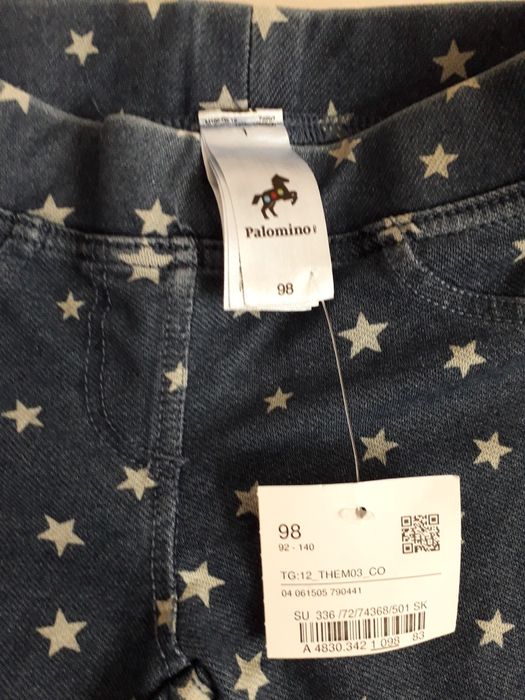 Palomino
98
98
92 - 140
TG:12_THEM03_CO
04 061505 790441
SU 336 /72/74368/501 SK
A 4830.342 1 098 83